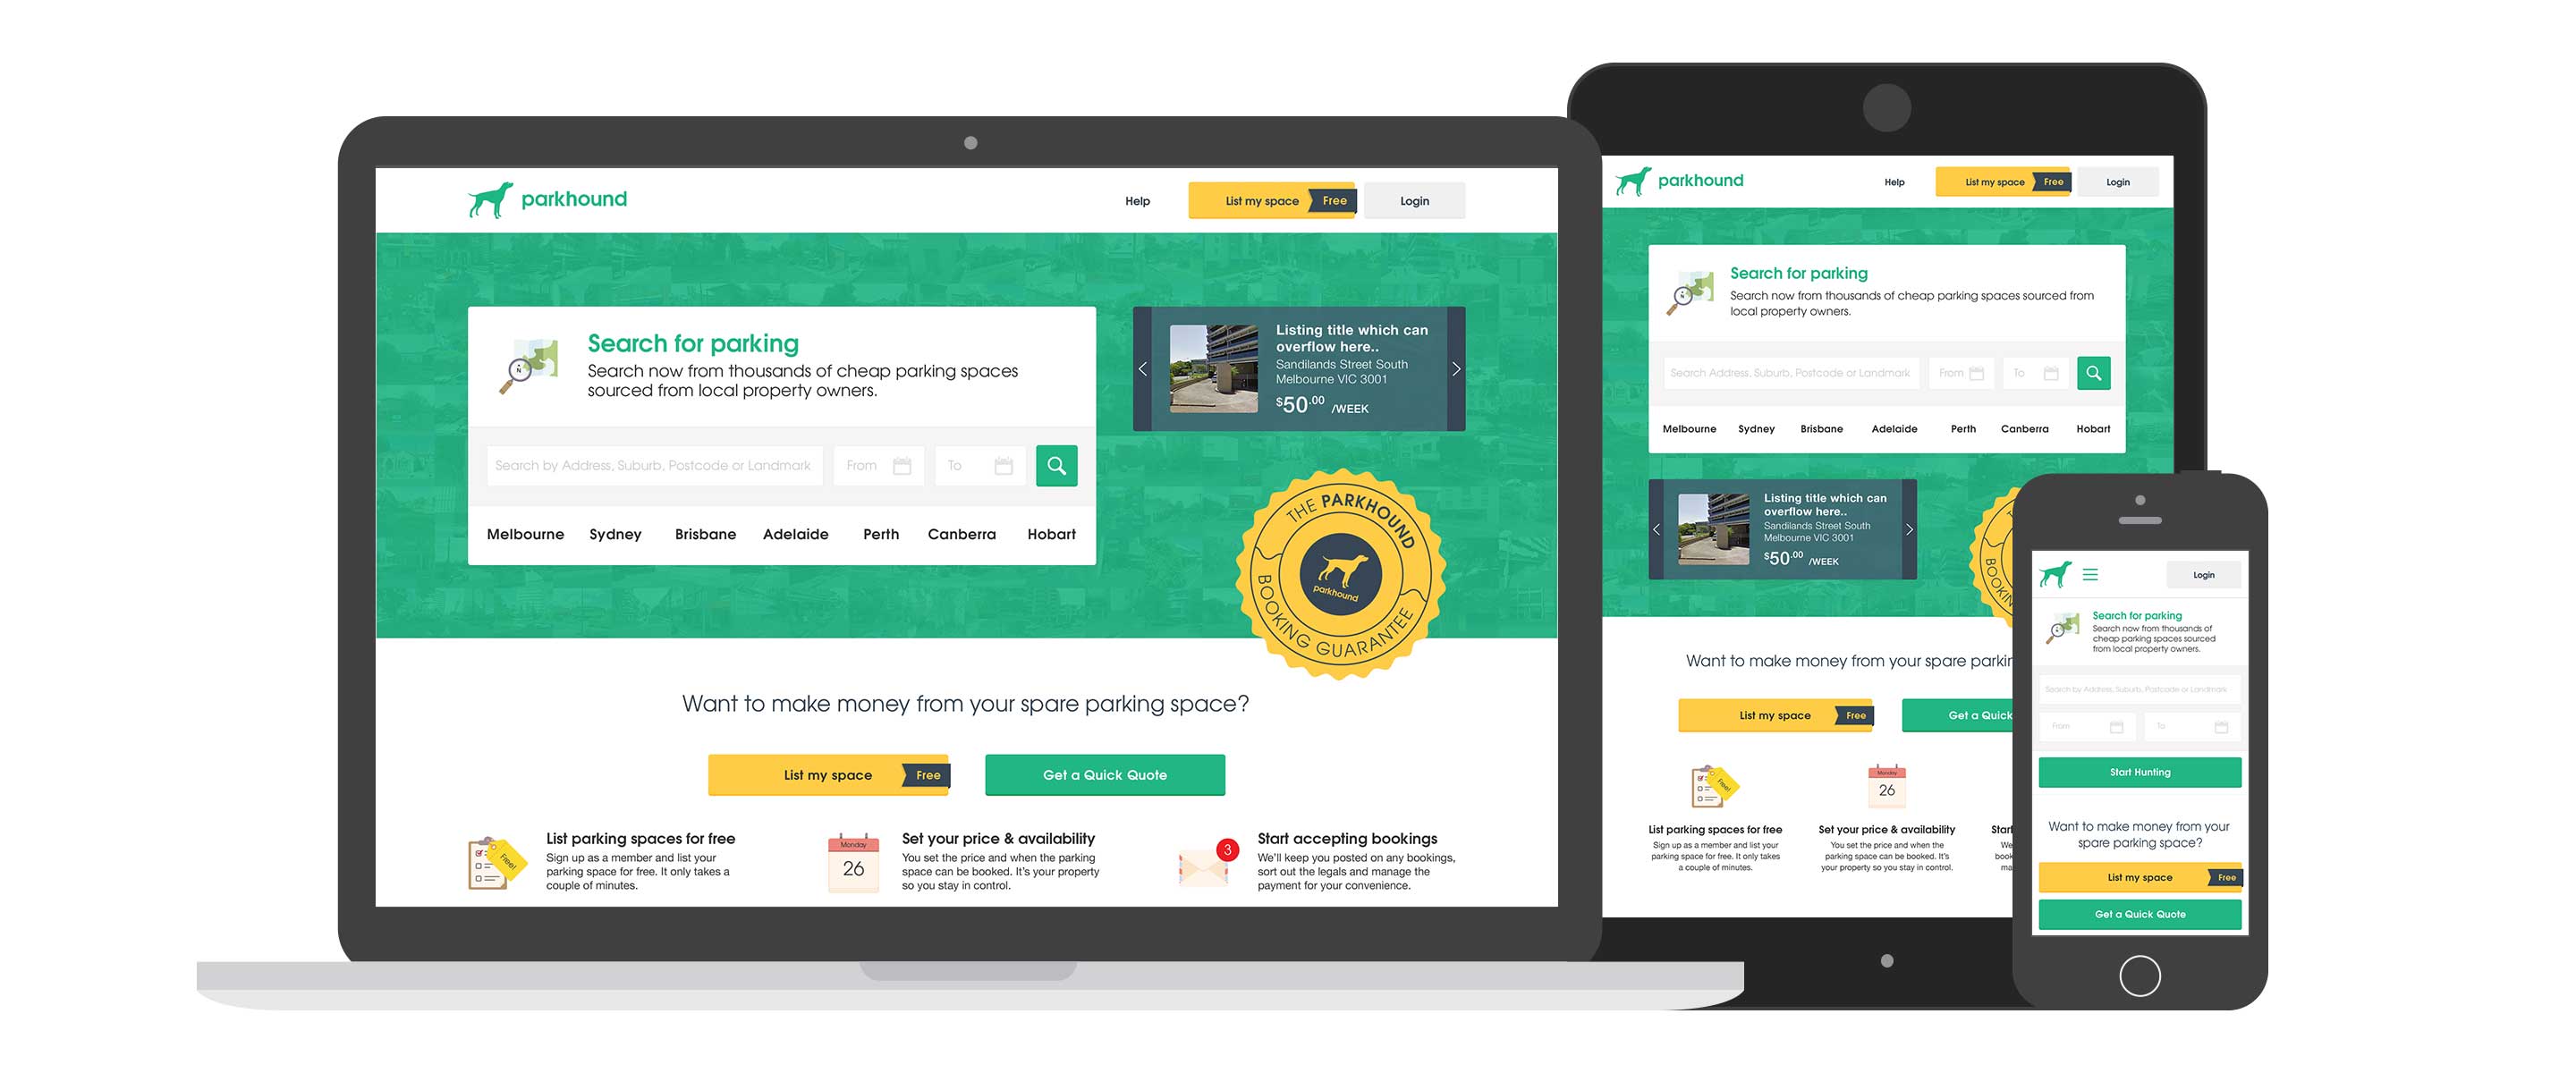 parkhound
Help
List my space
Free
Login
Search for parking
Search now from thousands of cheap parking spaces
sourced from local property owners.
Search by Address, Suburb, Postcode or Landmark
From
To
Melbourne Sydney Brisbane Adelaide Perth Canberra Hobart
Listing title which can
overflow here..
Sandilands Street South
Melbourne VIC 3001
$50.00 /WEEK
THE PARKHOUND
parkhound
BOOKING GUARANTEE
Want to make money from your spare parking space?
List my space
Free
Get a Quick Quote
Free!
List parking spaces for free
Sign up as a member and list your
parking space for free. It only takes a
couple of minutes.
Monday
26
Set your price & availability
You set the price and when the parking
space can be booked. It's your property
so you stay in control.
3
Start accepting bookings
We'll keep you posted on any bookings,
sort out the legals and manage the
payment for your convenience.
parkhound
Help
List my space
Free
Login
Search for parking
Search now from thousands of cheap parking spaces sourced from
local property owners.
Search Address, Suburb, Postcode or Landmark
From
To
Melbourne Sydney Brisbane Adelaide Perth Canberra Hobart
Listing title which can
overflow here..
Sandilands Street South
Melbourne VIC 3001
$50.00 /WEEK
BOOKIN
Want to make money from your spare parkin
List my space
Free
Get a Quick
Free!
List parking spaces for free
Sign up as a member and list your
parking space for free. It only takes
a couple of minutes.
Monday
26
Set your price & availability
You set the price and when the
parking space can be booked. It's
your property so you stay in control.
Start
We
book
ma
Login
Search for parking
Search now from thousands of
cheap parking spaces sourced
from local property owners.
Search by Address, Suburb, Postcode or Landmark
From
To
Start Hunting
Want to make money from your
spare parking space?
List my space
Free
Get a Quick Quote